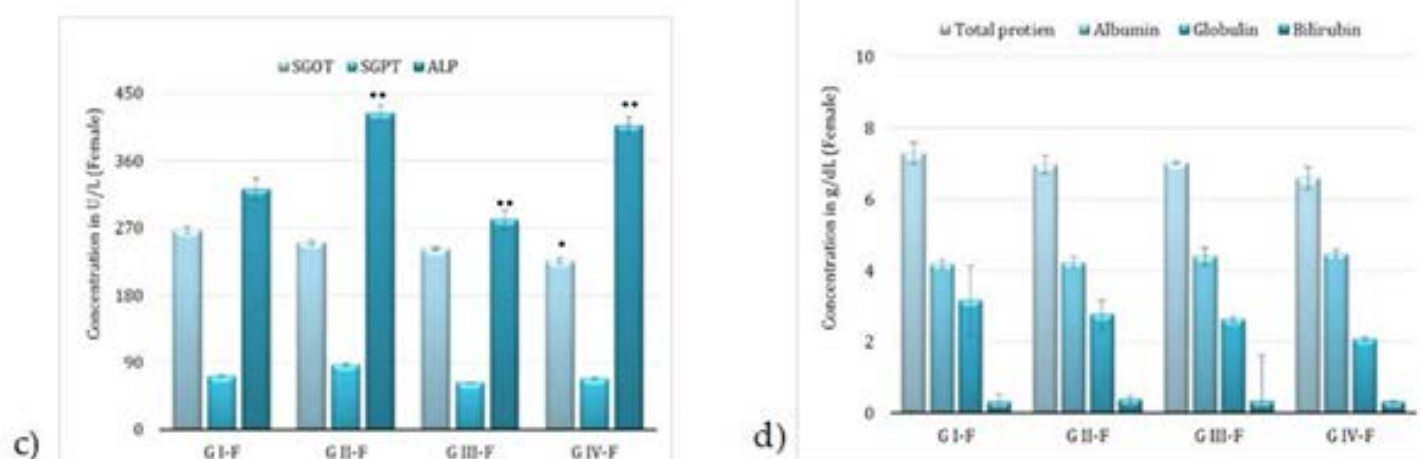 SGOT SGPT ALP
Concentration in U/L (Female)
450
360
270
180
90
0
** ** * **
G I-F G II-F G III-F G IV-F
c)
Total protien Albumin Globulin Bilirubin
Concentration in g/dL (Female)
10
8
6
4
2
0
G I-F G II-F G III-F G IV-F
d)